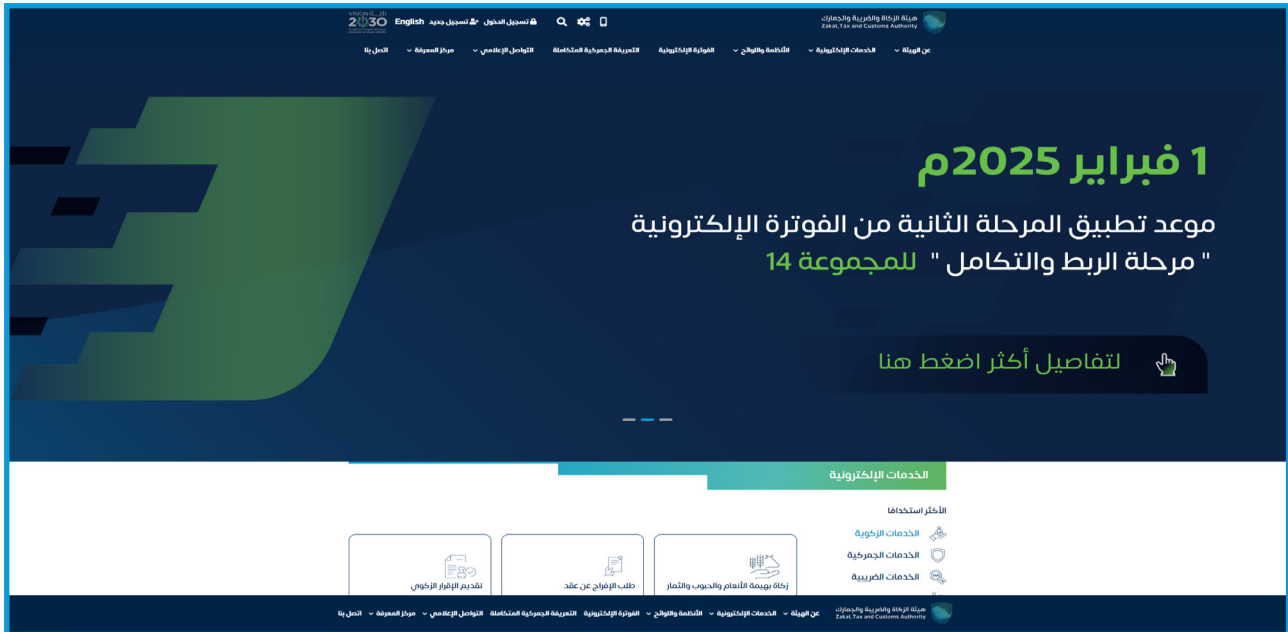 هيئة الزكاة والضريبة والجمارك
Zakat, Tax and Customs Authority
تسجيل الدخول
تسجيل جديد
English
VISION رؤية
2030
عن الهيئة
الخدمات الإلكترونية
الأنظمة واللوائح
الفوترة الإلكترونية
التعريفة الجمركية المتكاملة
التواصل الإعلامي
مركز المعرفة
اتصل بنا
1 فبراير 2025م
موعد تطبيق المرحلة الثانية من الفوترة الإلكترونية
" مرحلة الربط والتكامل " للمجموعة 14
لتفاصيل أكثر اضغط هنا
الخدمات الإلكترونية
الأكثر استخداما
الخدمات الزكوية
الخدمات الجمركية
الخدمات الضريبية
زكاة بهيمة الأنعام والحبوب والثمار
طلب الإفراج عن عقد
تقديم الإقرار الزكوي
هيئة الزكاة والضريبة والجمارك
Zakat, Tax and Customs Authority
عن الهيئة
الخدمات الإلكترونية
الأنظمة واللوائح
الفوترة الإلكترونية
التعريفة الجمركية المتكاملة
التواصل الإعلامي
مركز المعرفة
اتصل بنا